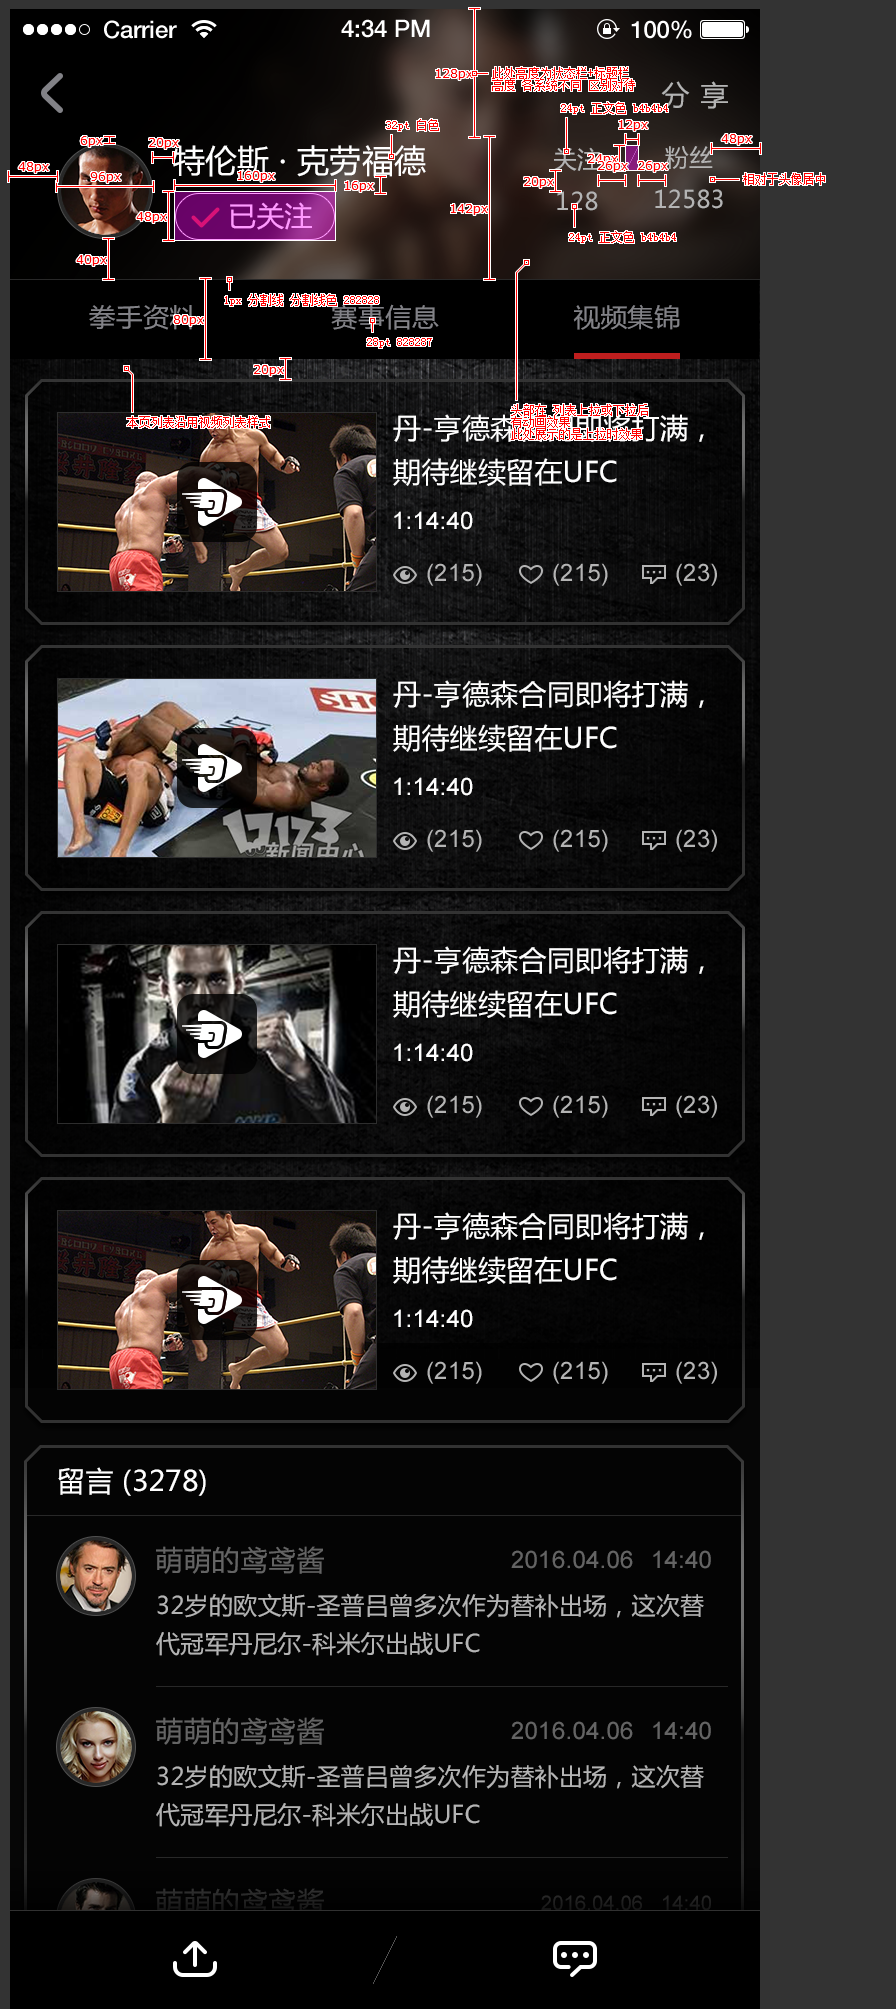 Carrier 4:34 PM 100%
128px
此处高度为状态栏+标题栏
高度 各系统不同 区别对待
分 享
24pt 正文色 b4b4b4
32pt 白色
12px
6px
20px
48px
特伦斯 · 克劳福德
关注
24px
粉丝
48px
96px
160px
16px
26px
26px
相对于头像居中
20px
128
12583
48px
已关注
142px
24pt 正文色 b4b4b4
40px
1px 分割线 分割线色 282828
拳手资料
80px
赛事信息
视频集锦
28pt 828287
20px
本页列表沿用视频列表样式
头部在 列表上拉或下拉后
有动画效果
此处展示的是上拉时效果
丹-亨德森合同即将打满，
期待继续留在UFC
1:14:40
(215) (215) (23)
丹-亨德森合同即将打满，
期待继续留在UFC
1:14:40
(215) (215) (23)
SHO
17173
新闻中心
丹-亨德森合同即将打满，
期待继续留在UFC
1:14:40
(215) (215) (23)
丹-亨德森合同即将打满，
期待继续留在UFC
1:14:40
(215) (215) (23)
留言 (3278)
萌萌的鸢鸢酱 2016.04.06 14:40
32岁的欧文斯-圣普吕曾多次作为替补出场，这次替
代冠军丹尼尔-科米尔出战UFC
萌萌的鸢鸢酱 2016.04.06 14:40
32岁的欧文斯-圣普吕曾多次作为替补出场，这次替
代冠军丹尼尔-科米尔出战UFC
萌萌的鸢鸢酱 2016.04.06 14:40